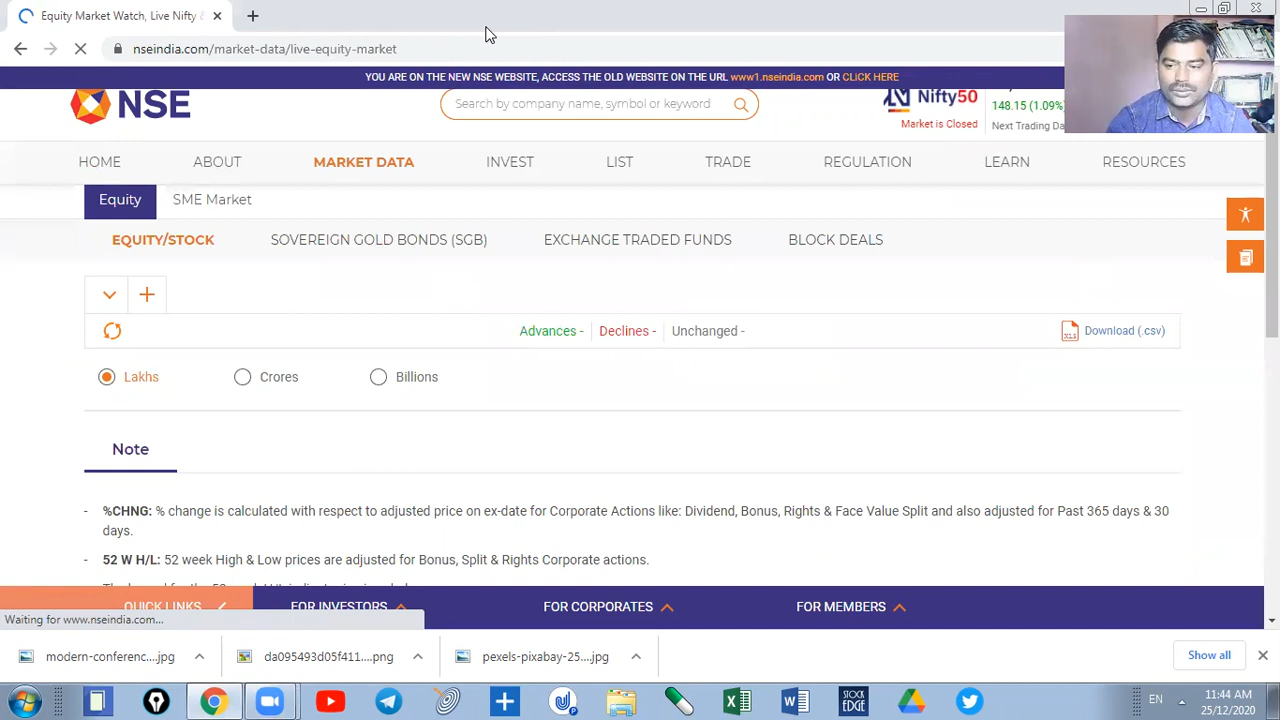 Equity Market Watch, Live Nifty
nseindia.com/market-data/live-equity-market
YOU ARE ON THE NEW NSE WEBSITE, ACCESS THE OLD WEBSITE ON THE URL www1.nseindia.com OR CLICK HERE
NSE
Search by company name, symbol or keyword
Nifty50
Market is Closed
148.15 (1.09%)
Next Trading Da
HOME ABOUT MARKET DATA INVEST LIST TRADE REGULATION LEARN RESOURCES
Equity SME Market
EQUITY/STOCK SOVEREIGN GOLD BONDS (SGB) EXCHANGE TRADED FUNDS BLOCK DEALS
Advances - Declines - Unchanged - XLS Download (.csv)
Lakhs Crores Billions
Note
- %CHNG: % change is calculated with respect to adjusted price on ex-date for Corporate Actions like: Dividend, Bonus, Rights & Face Value Split and also adjusted for Past 365 days & 30
days.
- 52 W H/L: 52 week High & Low prices are adjusted for Bonus, Split & Rights Corporate actions.
QUICK LINKS FOR INVESTORS FOR CORPORATES FOR MEMBERS
Waiting for www.nseindia.com...
modern-conferenc....jpg da095493d05f411....png pexels-pixabay-25....jpg Show all
STOCK EDGE
EN
11:44 AM
25/12/2020